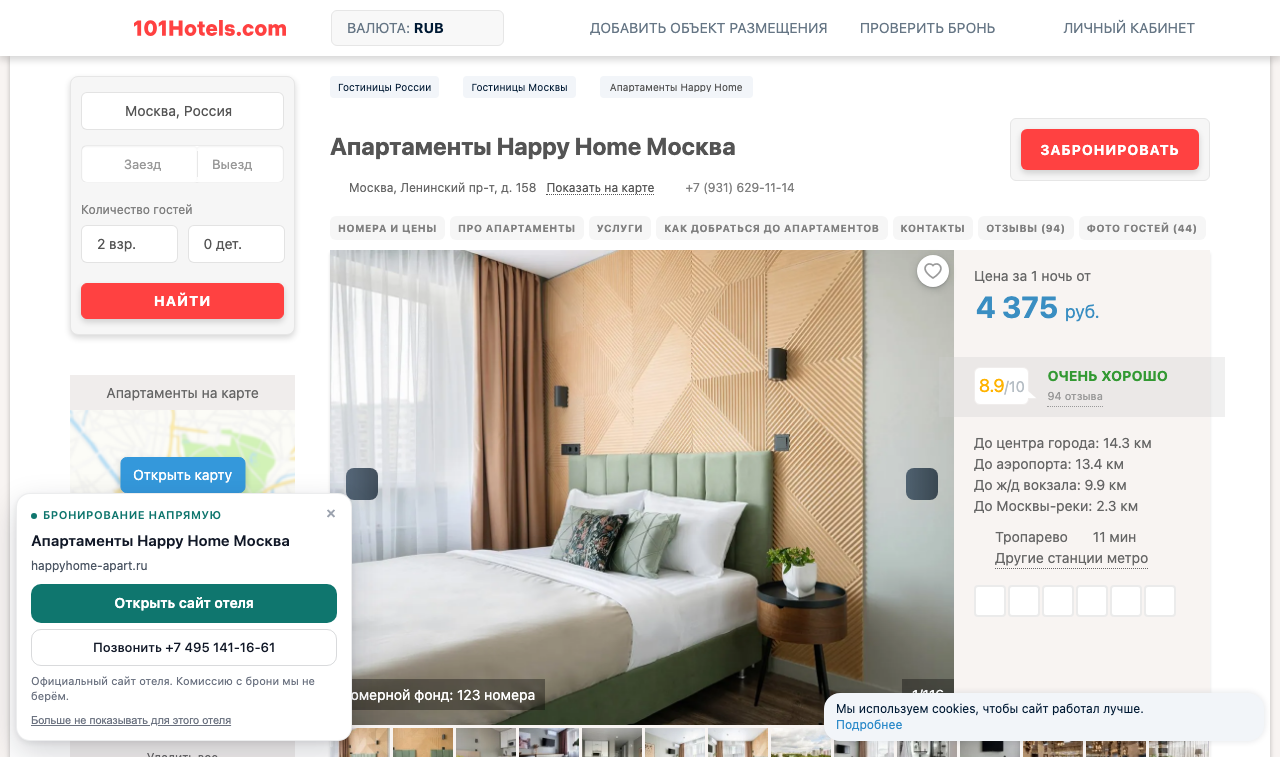 101Hotels.com
ВАЛЮТА: RUB
ДОБАВИТЬ ОБЪЕКТ РАЗМЕЩЕНИЯ
ПРОВЕРИТЬ БРОНЬ
ЛИЧНЫЙ КАБИНЕТ
Москва, Россия
Заезд
Выезд
Количество гостей
2 взр.
0 дет.
НАЙТИ
Апартаменты на карте
Открыть карту
Гостиницы России
Гостиницы Москвы
Апартаменты Happy Home
Апартаменты Happy Home Москва
ЗАБРОНИРОВАТЬ
Москва, Ленинский пр-т, д. 158 Показать на карте +7 (931) 629-11-14
НОМЕРА И ЦЕНЫ
ПРО АПАРТАМЕНТЫ
УСЛУГИ
КАК ДОБРАТЬСЯ ДО АПАРТАМЕНТОВ
КОНТАКТЫ
ОТЗЫВЫ (94)
ФОТО ГОСТЕЙ (44)
Цена за 1 ночь от
4 375 руб.
8.9/10
ОЧЕНЬ ХОРОШО
94 отзыва
До центра города: 14.3 км
До аэропорта: 13.4 км
До ж/д вокзала: 9.9 км
До Москвы-реки: 2.3 км
Тропарево 11 мин
Другие станции метро
БРОНИРОВАНИЕ НАПРЯМУЮ
×
Апартаменты Happy Home Москва
happyhome-apart.ru
Открыть сайт отеля
Позвонить +7 495 141-16-61
Официальный сайт отеля. Комиссию с брони мы не
берём.
Больше не показывать для этого отеля
омерной фонд: 123 номера
Мы используем cookies, чтобы сайт работал лучше.
Подробнее